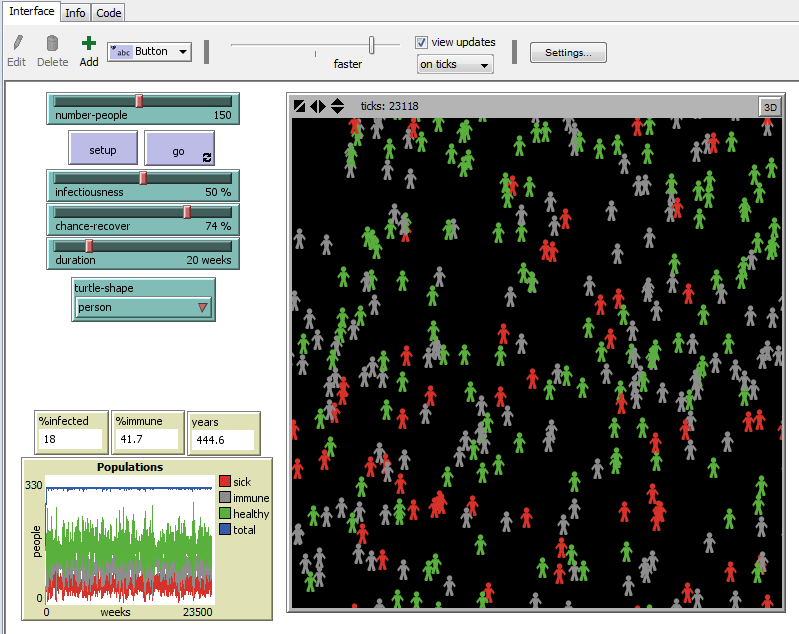 Interface Info Code
Edit Delete Add abc Button faster view updates on ticks Settings...
number-people 150
setup go
infectiousness 50 %
chance-recover 74 %
duration 20 weeks
turtle-shape
person
ticks: 23118 3D
%infected %immune years
18 41.7 444.6
Populations
330
people
0
0 weeks 23500
sick
immune
healthy
total